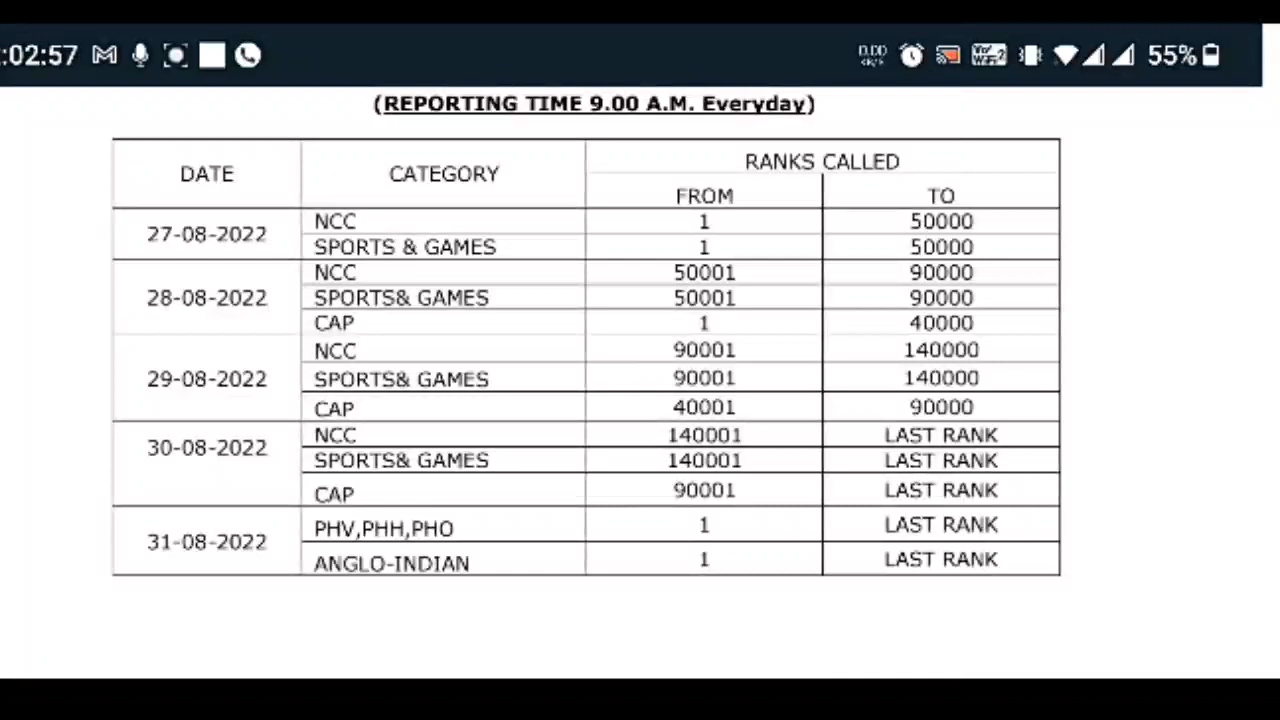 :02:57 55%
(REPORTING TIME 9.00 A.M. Everyday)
DATE CATEGORY RANKS CALLED
FROM TO
27-08-2022 NCC 1 50000
SPORTS & GAMES 1 50000
28-08-2022 NCC 50001 90000
SPORTS& GAMES 50001 90000
CAP 1 40000
29-08-2022 NCC 90001 140000
SPORTS& GAMES 90001 140000
CAP 40001 90000
30-08-2022 NCC 140001 LAST RANK
SPORTS& GAMES 140001 LAST RANK
CAP 90001 LAST RANK
31-08-2022 PHV,PHH,PHO 1 LAST RANK
ANGLO-INDIAN 1 LAST RANK